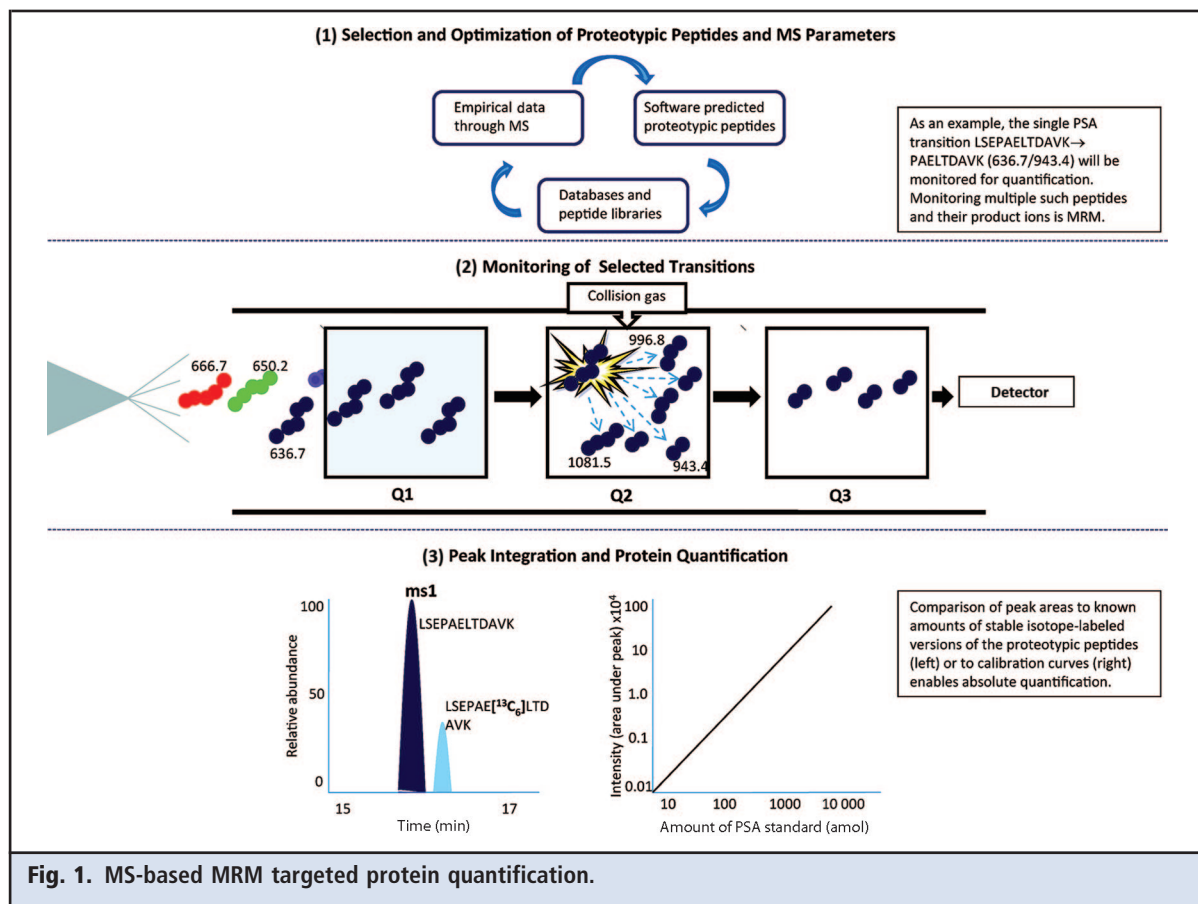 (1) Selection and Optimization of Proteotypic Peptides and MS Parameters
Empirical data
through MS
Software predicted
proteotypic peptides
Databases and
peptide libraries
As an example, the single PSA
transition LSEPAELTDAVK→
PAELTDAVK (636.7/943.4) will be
monitored for quantification.
Monitoring multiple such peptides
and their product ions is MRM.
(2) Monitoring of Selected Transitions
Collision gas
666.7
650.2
636.7
996.8
1081.5
943.4
Detector
Q1
Q2
Q3
(3) Peak Integration and Protein Quantification
Relative abundance
100
50
0
ms1
LSEPAELTDAVK
LSEPAE[¹³C₆]LTD
AVK
15
17
Time (min)
Intensity (area under peak) x10⁴
100
10
1.0
0.1
0.01
10
100
1000
10 000
Amount of PSA standard (amol)
Comparison of peak areas to known
amounts of stable isotope-labeled
versions of the proteotypic peptides
(left) or to calibration curves (right)
enables absolute quantification.
Fig. 1. MS-based MRM targeted protein quantification.